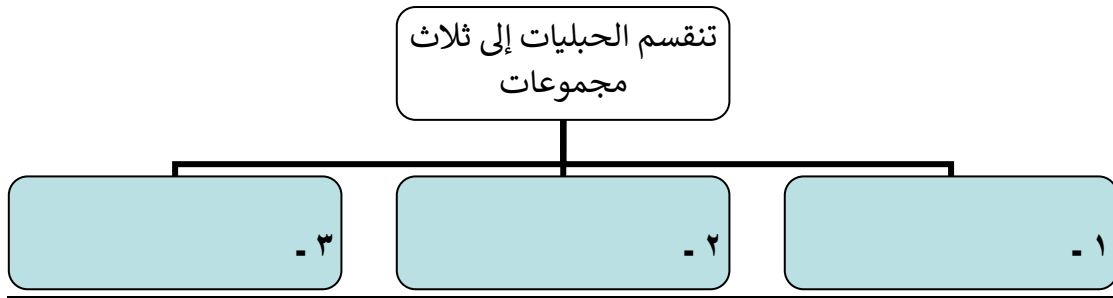 تنقسم الحبليات إلى ثلاث
مجموعات
١ -
٢ -
٣ -